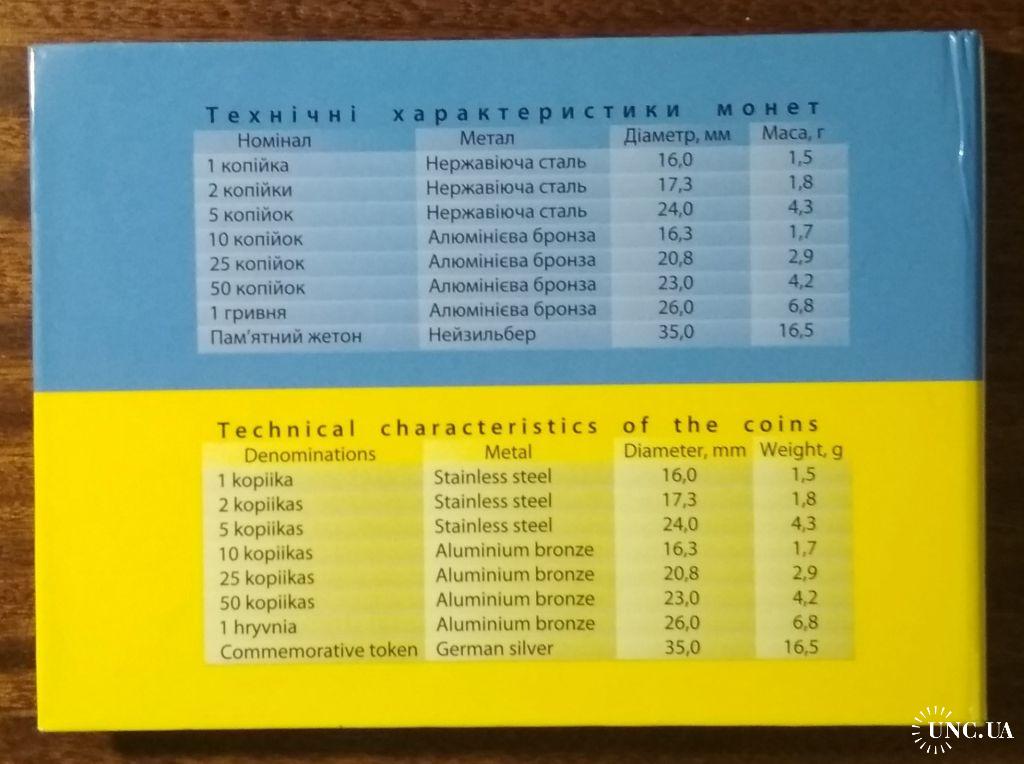 Технічні характеристики монет
Номінал Метал Діаметр, мм Маса, г
1 копійка Нержавіюча сталь 16,0 1,5
2 копійки Нержавіюча сталь 17,3 1,8
5 копійок Нержавіюча сталь 24,0 4,3
10 копійок Алюмінієва бронза 16,3 1,7
25 копійок Алюмінієва бронза 20,8 2,9
50 копійок Алюмінієва бронза 23,0 4,2
1 гривня Алюмінієва бронза 26,0 6,8
Пам'ятний жетон Нейзильбер 35,0 16,5
Technical characteristics of the coins
Denominations Metal Diameter, mm Weight, g
1 kopiika Stainless steel 16,0 1,5
2 kopiikas Stainless steel 17,3 1,8
5 kopiikas Stainless steel 24,0 4,3
10 kopiikas Aluminium bronze 16,3 1,7
25 kopiikas Aluminium bronze 20,8 2,9
50 kopiikas Aluminium bronze 23,0 4,2
1 hryvnia Aluminium bronze 26,0 6,8
Commemorative token German silver 35,0 16,5
UNC.UA